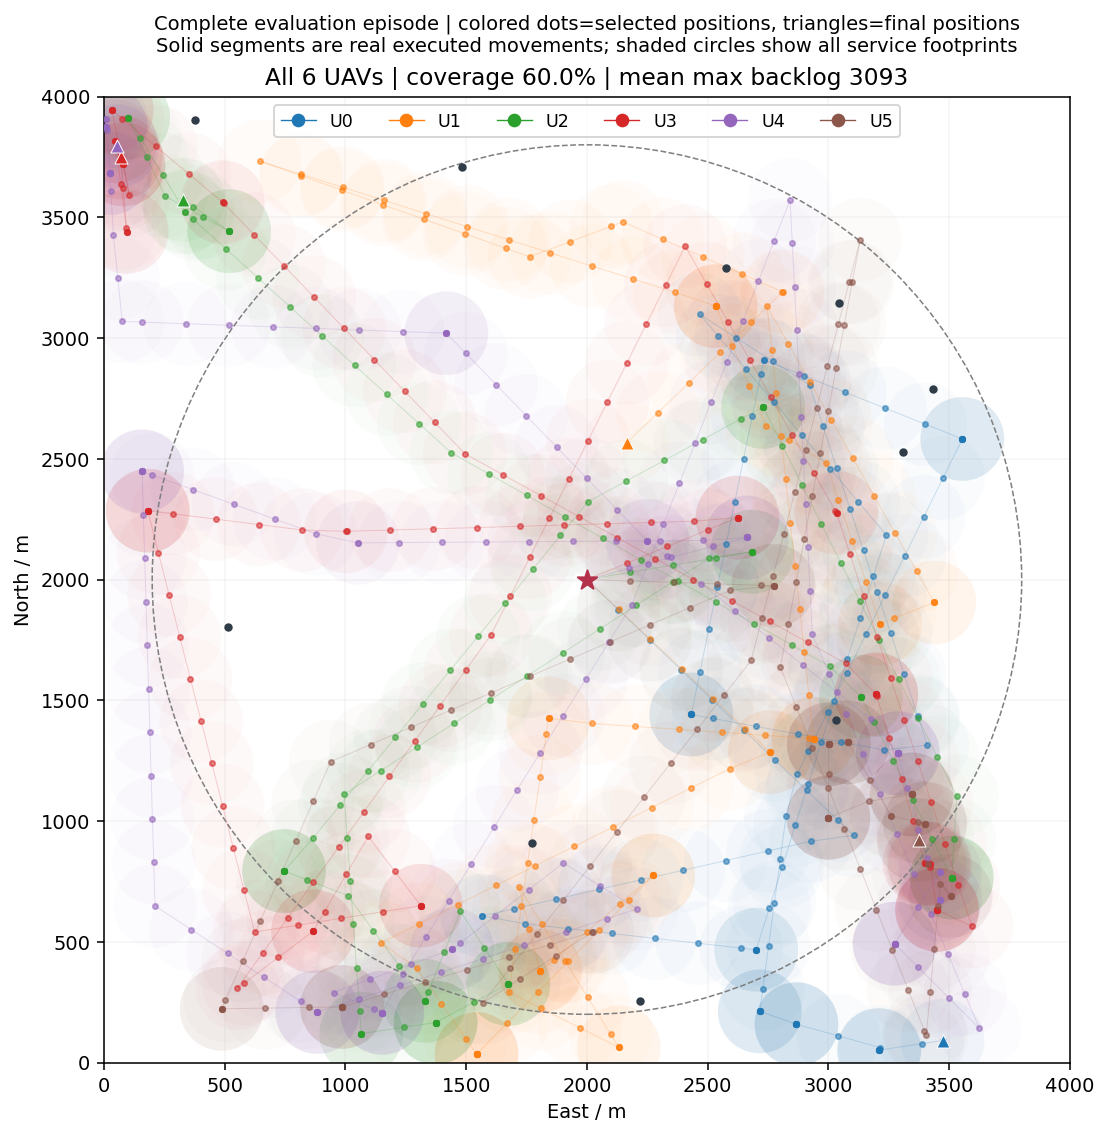 Complete evaluation episode | colored dots=selected positions, triangles=final positions
Solid segments are real executed movements; shaded circles show all service footprints
All 6 UAVs | coverage 60.0% | mean max backlog 3093
U0 U1 U2 U3 U4 U5
4000
3500
3000
2500
2000
1500
1000
500
0
North / m
0 500 1000 1500 2000 2500 3000 3500 4000
East / m